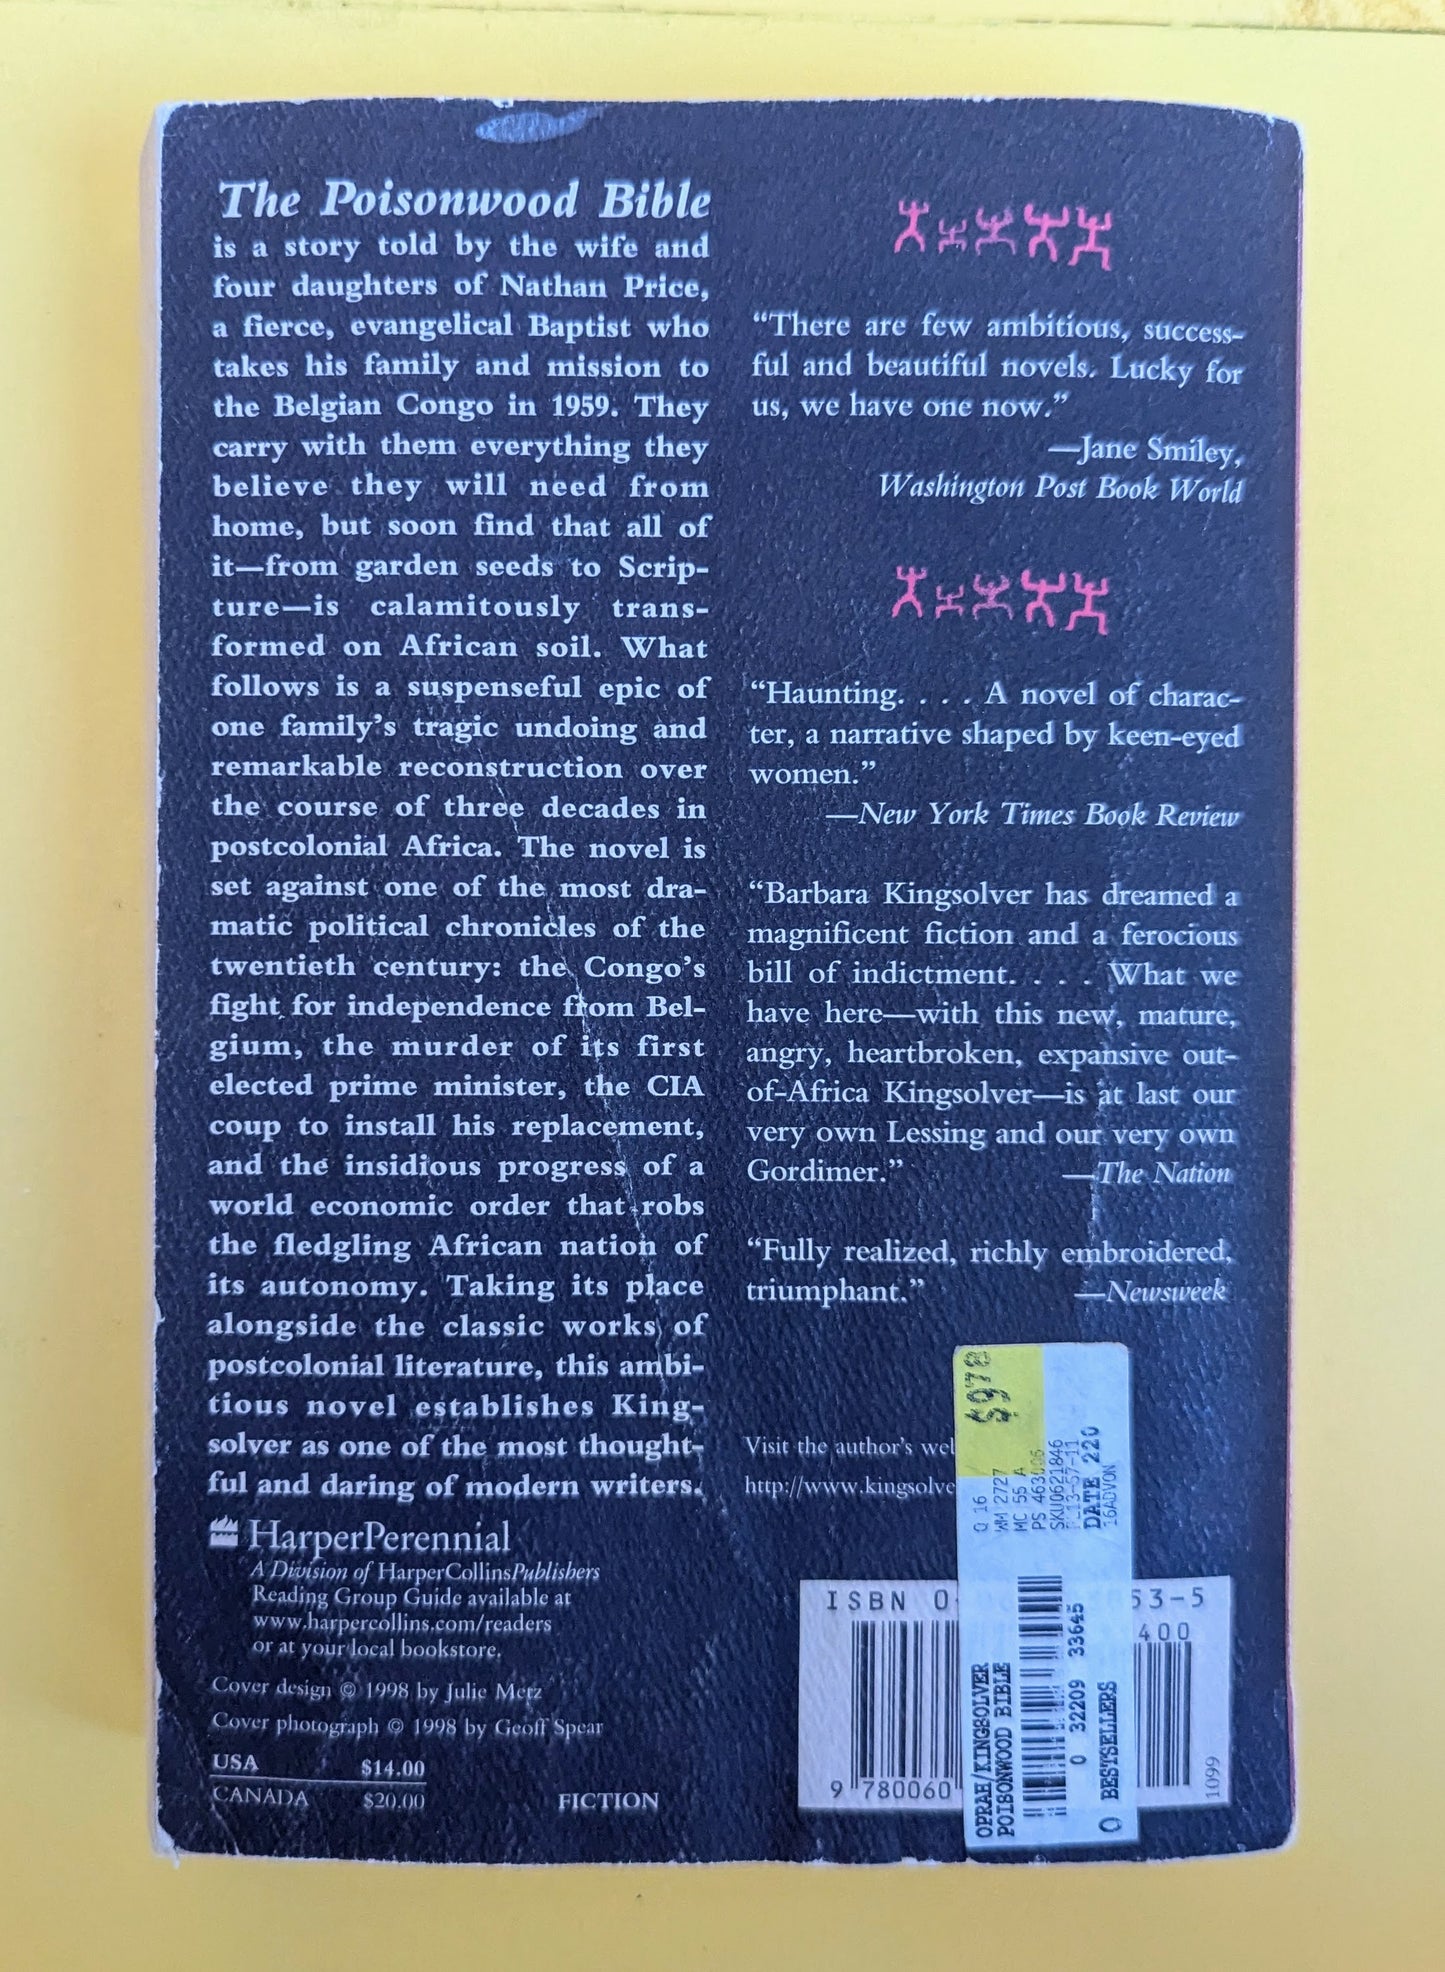 The Poisonwood Bible
is a story told by the wife and
four daughters of Nathan Price,
a fierce, evangelical Baptist who
takes his family and mission to
the Belgian Congo in 1959. They
carry with them everything they
believe they will need from
home, but soon find that all of
it—from garden seeds to Scrip-
ture—is calamitously trans-
formed on African soil. What
follows is a suspenseful epic of
one family's tragic undoing and
remarkable reconstruction over
the course of three decades in
postcolonial Africa. The novel is
set against one of the most dra-
matic political chronicles of the
twentieth century: the Congo's
fight for independence from Bel-
gium, the murder of its first
elected prime minister, the CIA
coup to install his replacement,
and the insidious progress of a
world economic order that robs
the fledgling African nation of
its autonomy. Taking its place
alongside the classic works of
postcolonial literature, this ambi-
tious novel establishes King-
solver as one of the most thought-
ful and daring of modern writers.
HarperPerennial
A Division of HarperCollinsPublishers
Reading Group Guide available at
www.harpercollins.com/readers
or at your local bookstore.
Cover design © 1998 by Julie Metz
Cover photograph © 1998 by Geoff Spear
USA $14.00
CANADA $20.00
FICTION
“There are few ambitious, success-
ful and beautiful novels. Lucky for
us, we have one now.”
—Jane Smiley,
Washington Post Book World
“Haunting. . . . A novel of charac-
ter, a narrative shaped by keen-eyed
women.”
—New York Times Book Review
“Barbara Kingsolver has dreamed a
magnificent fiction and a ferocious
bill of indictment. . . . What we
have here—with this new, mature,
angry, heartbroken, expansive out-
of-Africa Kingsolver—is at last our
very own Lessing and our very own
Gordimer.” —The Nation
“Fully realized, richly embroidered,
triumphant.” —Newsweek
Visit the author's we
http://www.kingsolve
ISBN 0- 53-5
400
9 780060
1099
$9.78
Q 16
WM 2727
MC 55 A
PS 463006
SKU0621846
DATE 220
16ADVON
OPRAH/KINGSOLVER
POISONWOOD BIBLE
0 32209 33645
O BESTSELLERS